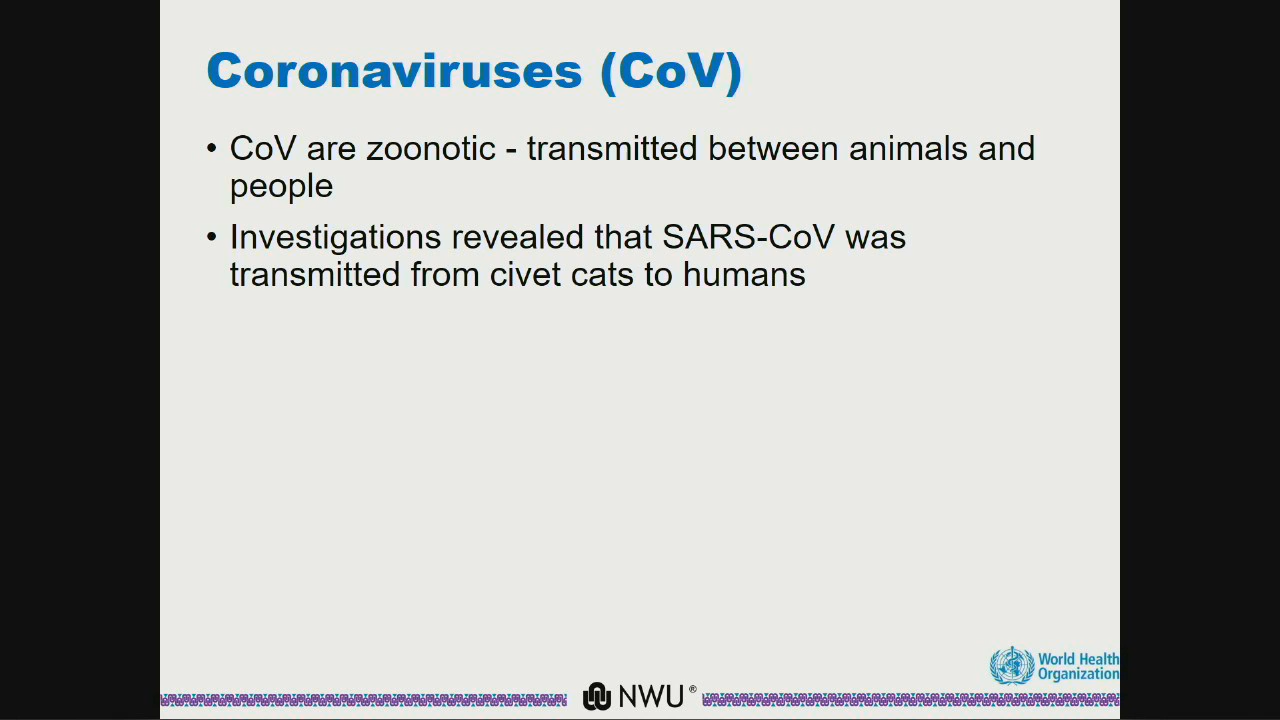 Coronaviruses (CoV)
• CoV are zoonotic - transmitted between animals and
people
• Investigations revealed that SARS-CoV was
transmitted from civet cats to humans
World Health
Organization
NWU®